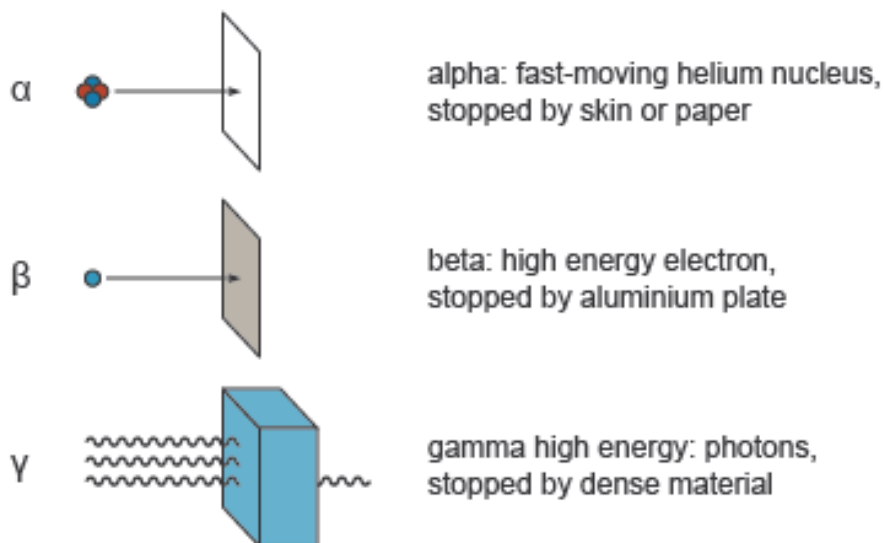 α
alpha: fast-moving helium nucleus,
stopped by skin or paper
β
beta: high energy electron,
stopped by aluminium plate
γ
gamma high energy: photons,
stopped by dense material